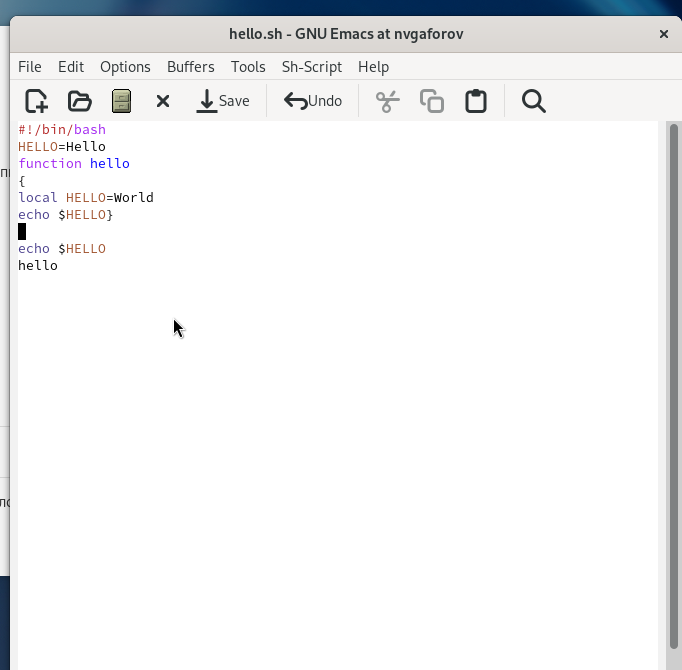 hello.sh - GNU Emacs at nvgaforov
File Edit Options Buffers Tools Sh-Script Help
Save Undo
#!/bin/bash
HELLO=Hello
function hello
{
local HELLO=World
echo $HELLO}
echo $HELLO
hello